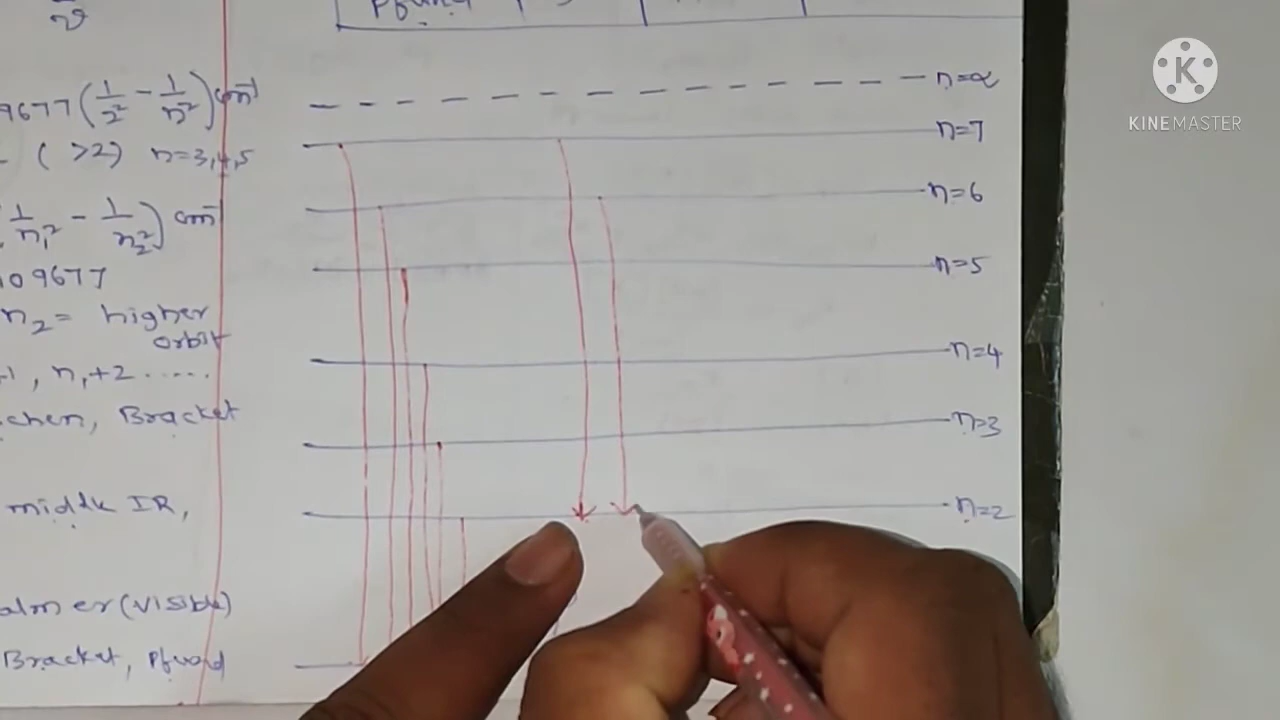 ν̄
Pfund
9677 (1/2² - 1/n²) cm⁻¹
( >2) n=3,4,5
1/n₁² - 1/n₂²) cm⁻¹
109677
n₂ = higher
orbit
, n₁+2 .....
chen, Bracket
middle IR,
almer (visible)
Bracket, Pfund
n=∝
n=7
n=6
n=5
n=4
n=3
n=2
K
KINEMASTER